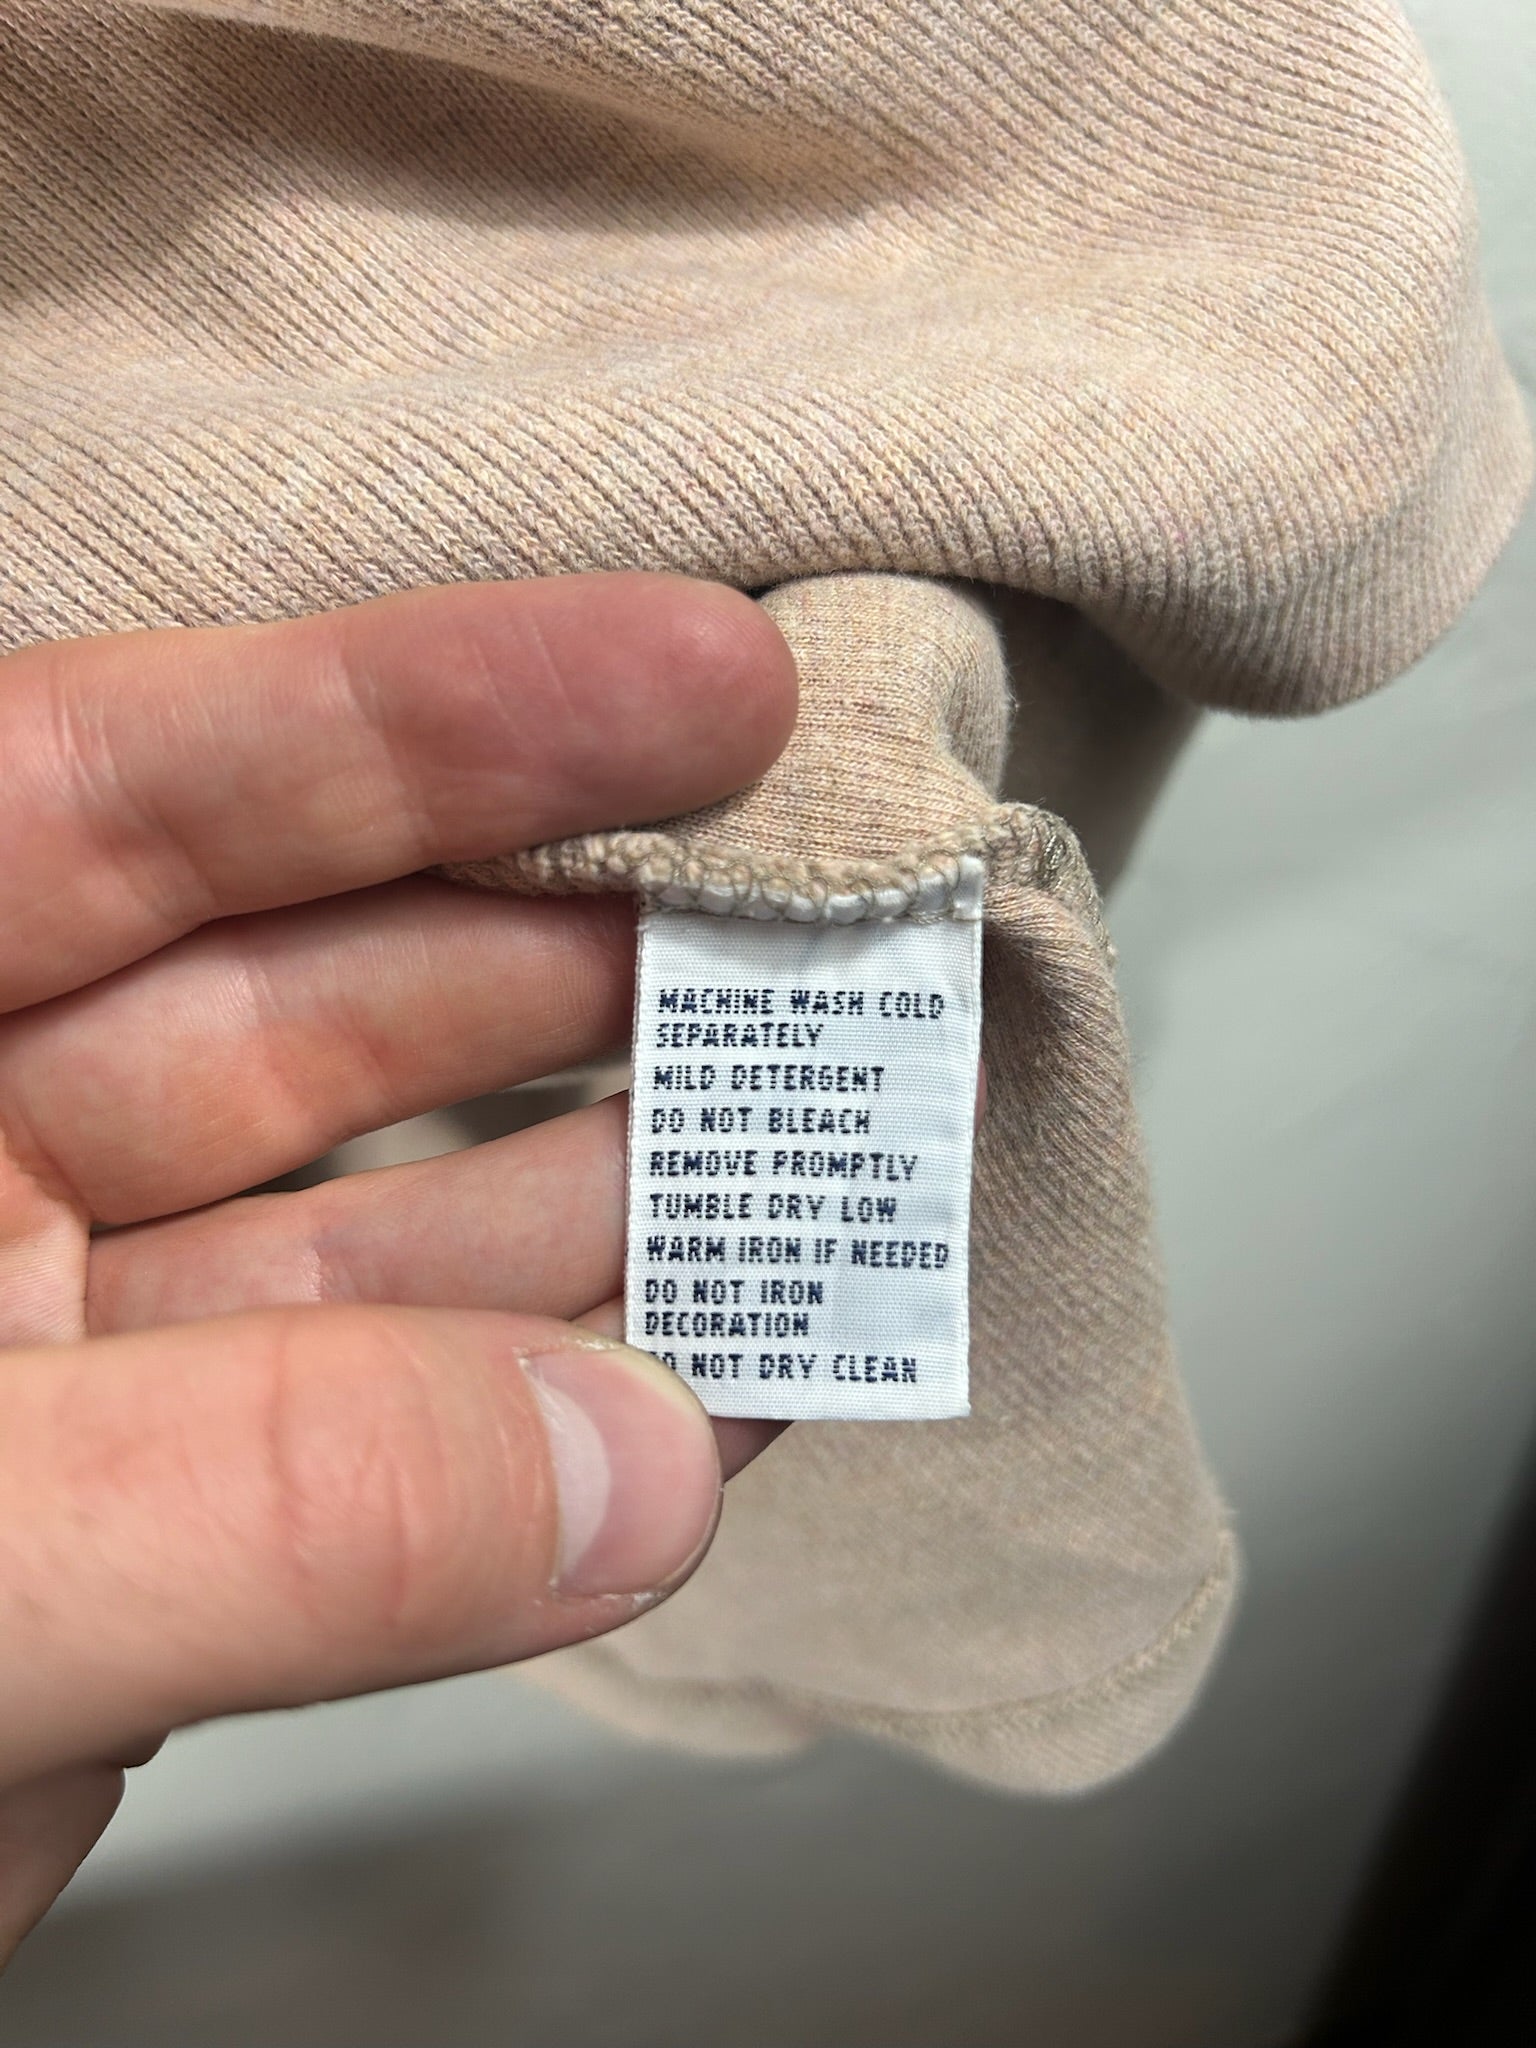 MACHINE WASH COLD
SEPARATELY
MILD DETERGENT
DO NOT BLEACH
REMOVE PROMPTLY
TUMBLE DRY LOW
WARM IRON IF NEEDED
DO NOT IRON
DECORATION
DO NOT DRY CLEAN